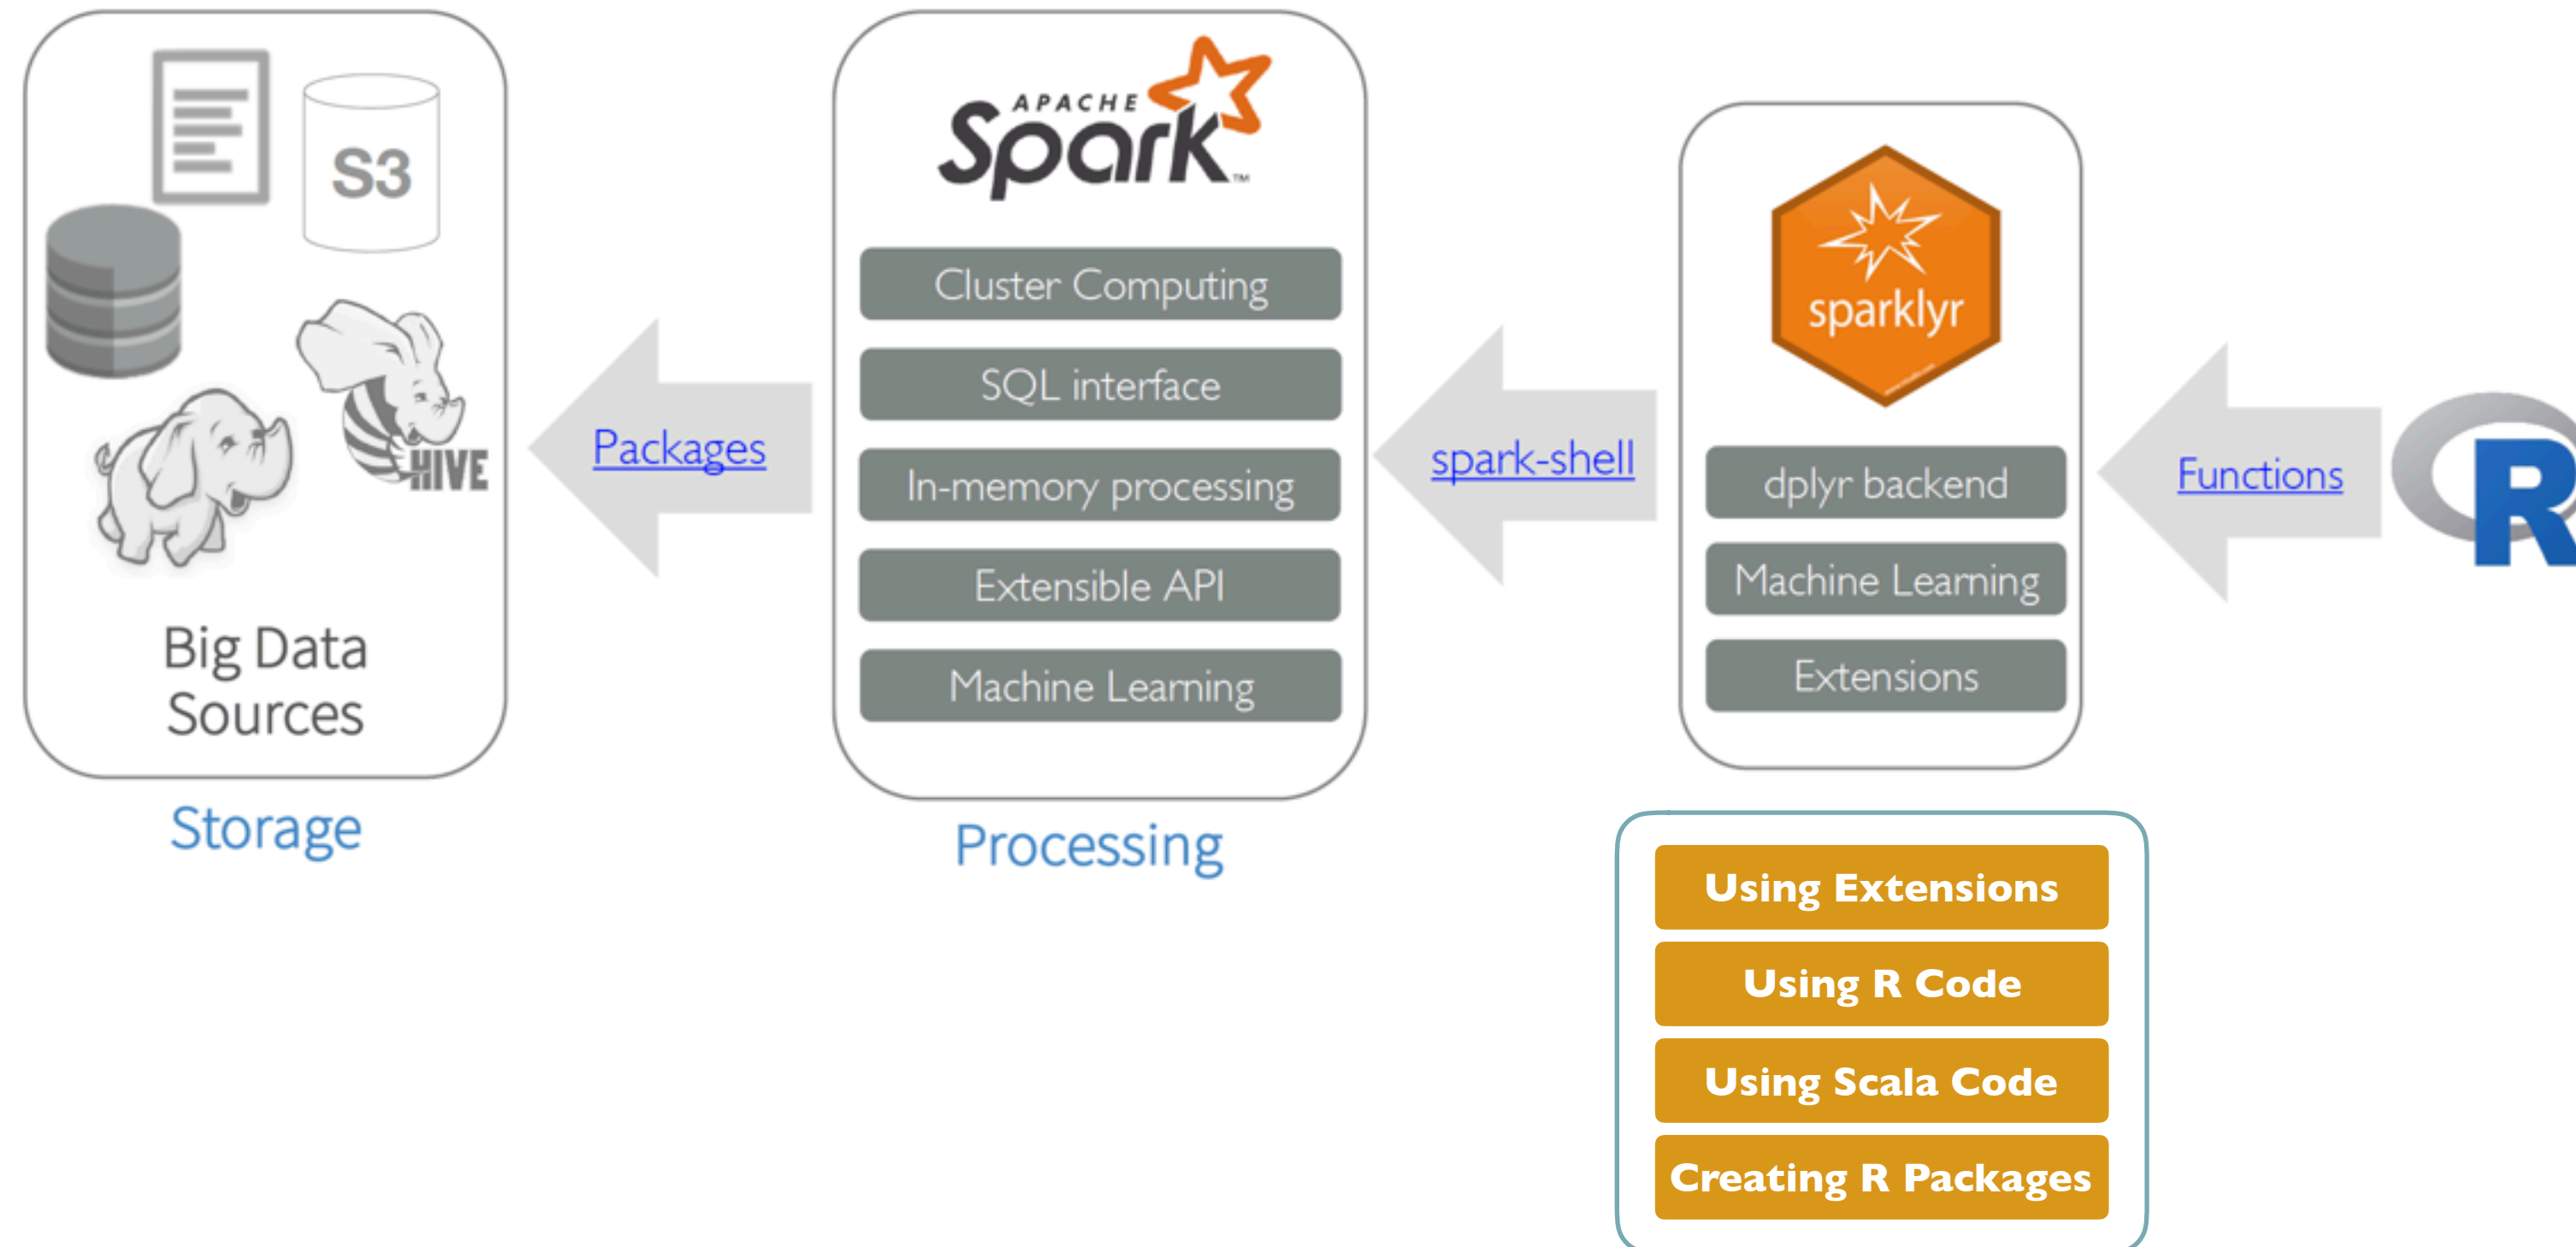 S3
HIVE
Big Data
Sources
Storage
Packages
APACHE
Spark™
Cluster Computing
SQL interface
In-memory processing
Extensible API
Machine Learning
Processing
spark-shell
sparklyr
dplyr backend
Machine Learning
Extensions
Using Extensions
Using R Code
Using Scala Code
Creating R Packages
Functions
R